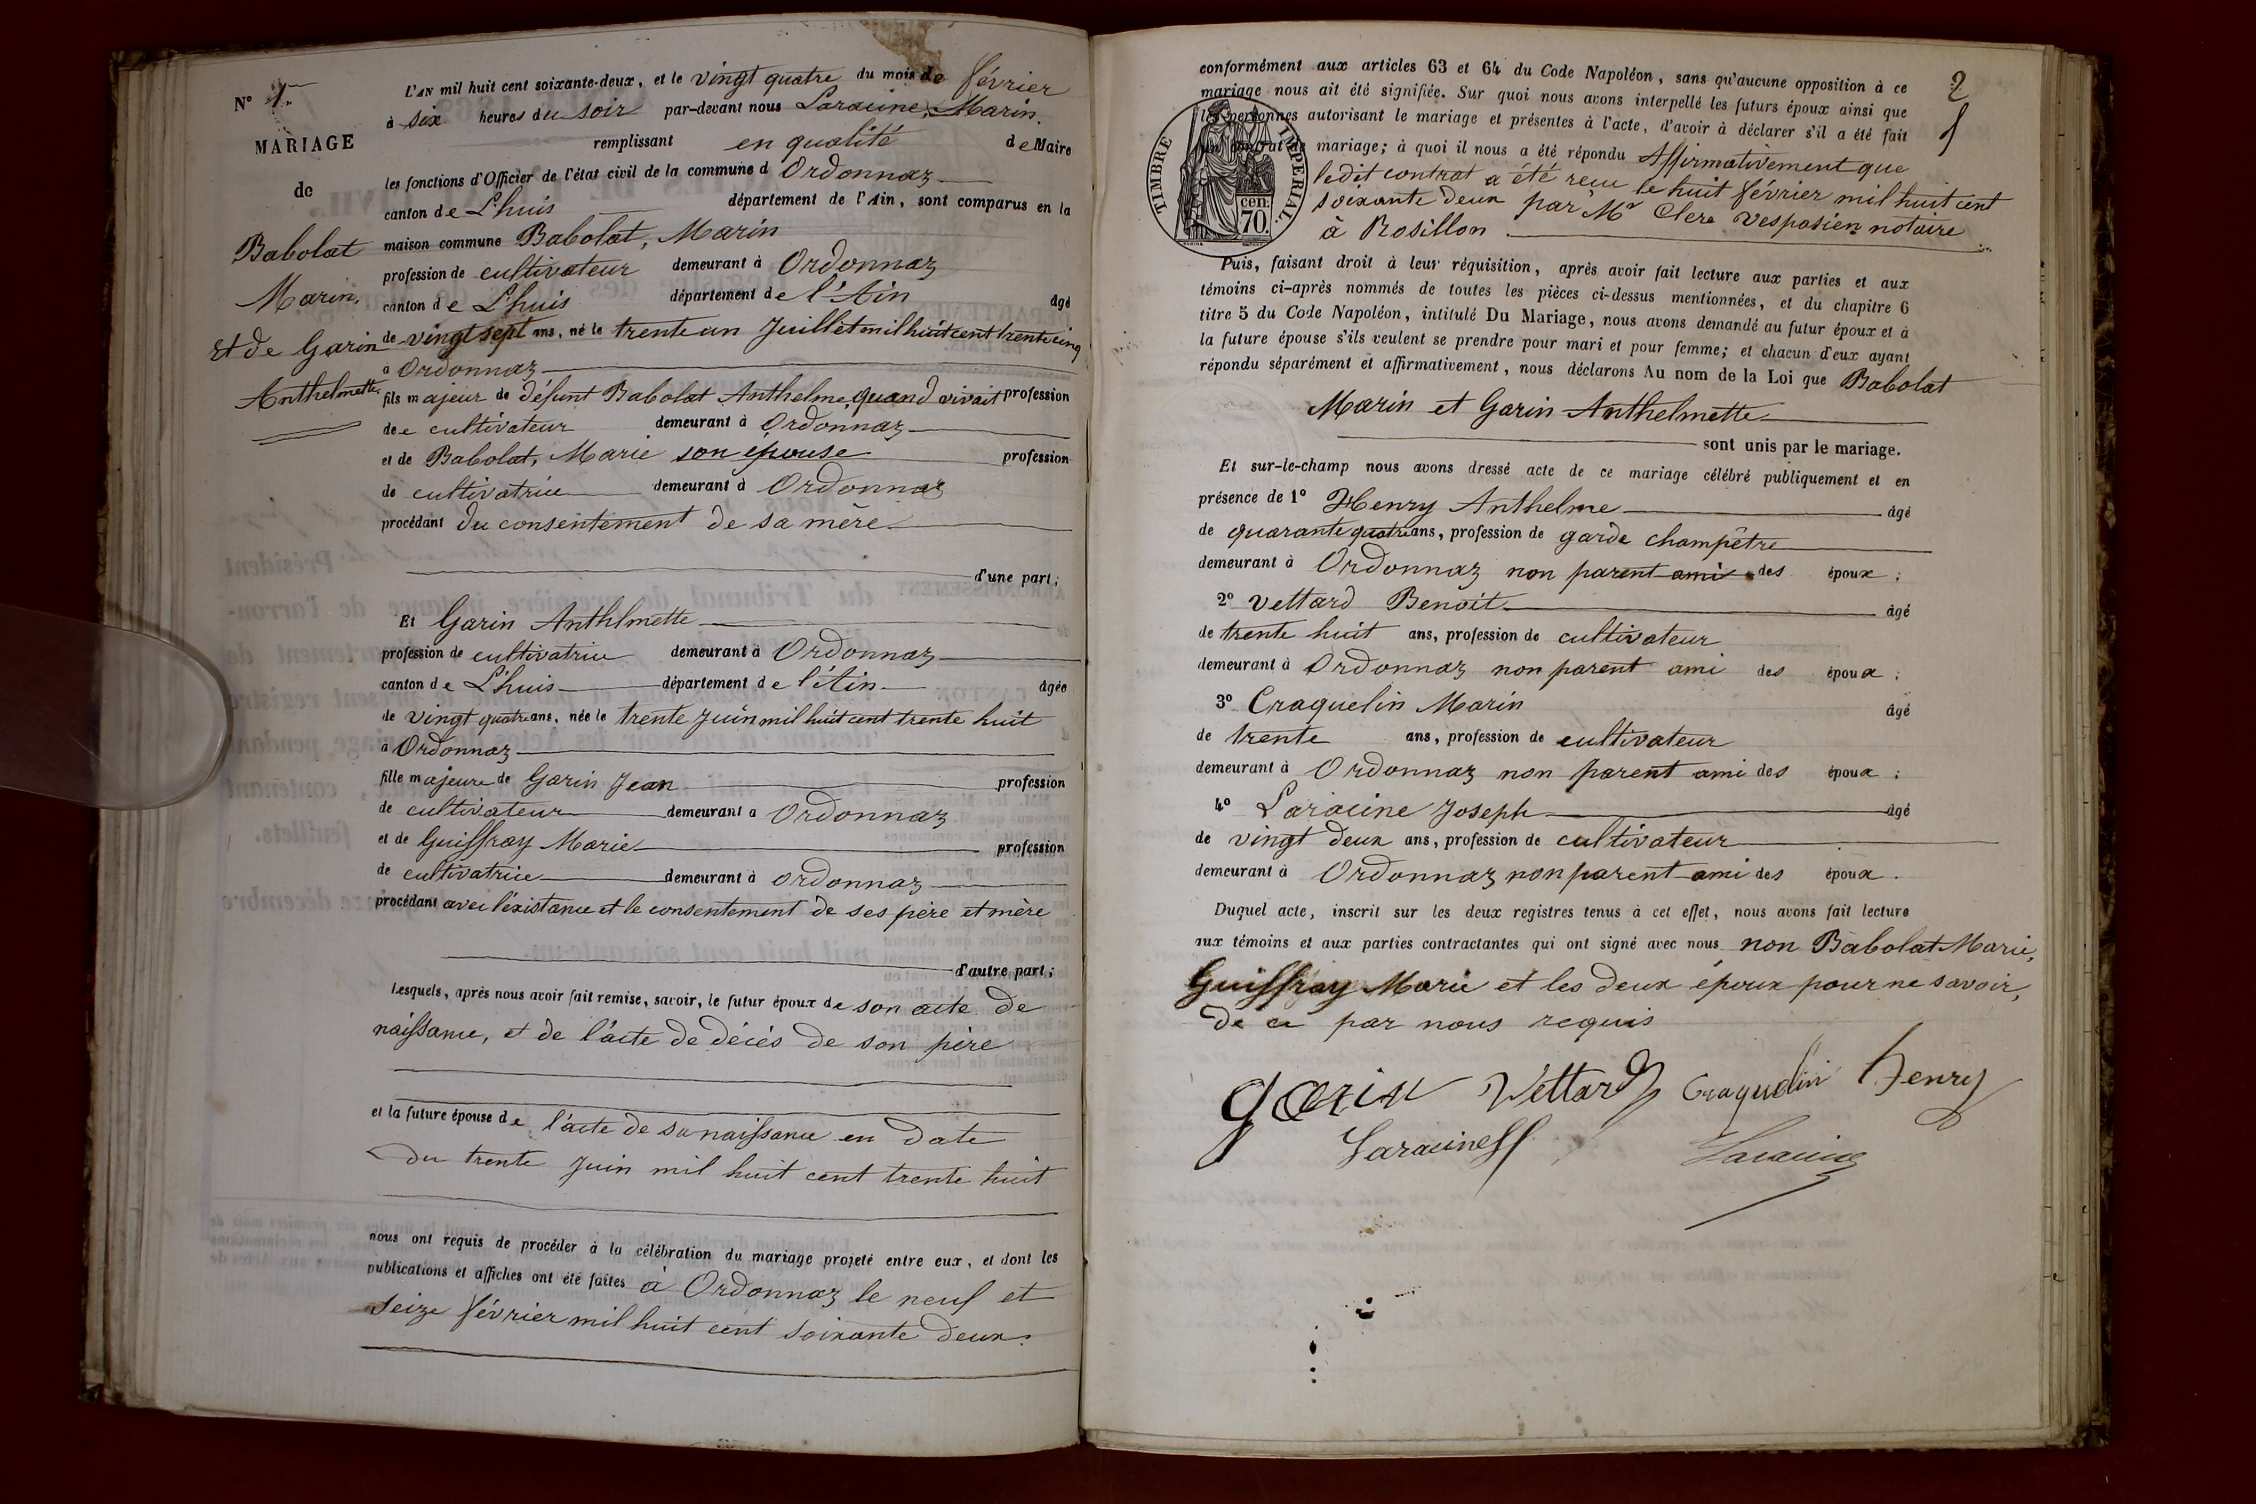 N° 1er
MARIAGE
de
Babolat
Marin,
Et de Garin
Anthelmette
L'AN mil huit cent soixante-deux, et le vingt quatre du mois de février
à six heures du soir par-devant nous Laracine, Marin.
remplissant en qualité de Maire
les fonctions d'Officier de l'état civil de la commune d Ordonnaz
canton de L'huis département de l'Ain, sont comparus en la
maison commune Babolat, Marin
profession de cultivateur demeurant à Ordonnaz
canton de L'huis département de l'Ain âgé
de vingt sept ans, né le trente un Juillet mil huit cent trente cinq
à Ordonnaz
fils majeur de défunt Babolat Anthelme, quand vivait profession
de cultivateur demeurant à Ordonnaz
et de Babolat, Marie son épouse profession
de cultivatrice demeurant à Ordonnaz
procédant du consentement de sa mère
d'une part;
Et Garin Anthlmette
profession de cultivatrice demeurant à Ordonnaz
canton de L'huis département de l'Ain âgée
de vingt quatre ans, née le trente Juin mil huit cent trente huit
à Ordonnaz
fille majeure de Garin Jean profession
de cultivateur demeurant à Ordonnaz
et de Guiffray Marie profession
de cultivatrice demeurant à Ordonnaz
procédant avec l'existance et le consentement de ses père et mère
d'autre part;
Lesquels, après nous avoir fait remise, savoir, le futur époux de son acte de
naissance, et de l'acte de décés de son père
et la future épouse de l'acte de sa naissance en date
du trente Juin mil huit cent trente huit
nous ont requis de procéder à la célébration du mariage projeté entre eux, et dont les
publications et affiches ont été faites à Ordonnaz le neuf et
seize février mil huit cent soixante deux.
2
conformément aux articles 63 et 64 du Code Napoléon, sans qu'aucune opposition à ce
mariage nous ait été signifiée. Sur quoi nous avons interpellé les futurs époux ainsi que
les personnes autorisant le mariage et présentes à l'acte, d'avoir à déclarer s'il a été fait
mariage; à quoi il nous a été répondu Affirmativement que
ledit contrat a été reçu le huit février mil huit cent
soixante deux par Mr Clerc Vespasien notaire
à Rosillon
TIMBRE IMPERIAL
cen.
70.
Puis, faisant droit à leur réquisition, après avoir fait lecture aux parties et aux
témoins ci-après nommés de toutes les pièces ci-dessus mentionnées, et du chapitre 6
titre 5 du Code Napoléon, intitulé Du Mariage, nous avons demandé au futur époux et à
la future épouse s'ils veulent se prendre pour mari et pour femme; et chacun d'eux ayant
répondu séparément et affirmativement, nous déclarons Au nom de la Loi que Babolat
Marin et Garin Anthelmette
sont unis par le mariage.
Et sur-le-champ nous avons dressé acte de ce mariage célébré publiquement et en
présence de 1° Henry Anthelme âgé
de quarante quatre ans, profession de garde champêtre
demeurant à Ordonnaz non parent ami des époux;
2° Vettard Benoit âgé
de trente huit ans, profession de cultivateur
demeurant à Ordonnaz non parent ami des époux;
3° Craquelin Marin âgé
de trente ans, profession de cultivateur
demeurant à Ordonnaz non parent ami des époux;
4° Laracine Joseph âgé
de vingt deux ans, profession de cultivateur
demeurant à Ordonnaz non parent ami des époux.
Duquel acte, inscrit sur les deux registres tenus à cet effet, nous avons fait lecture
aux témoins et aux parties contractantes qui ont signé avec nous non Babolat Marie,
Guiffray Marie et les deux époux pour ne savoir,
de ce par nous requis
garin Vettard Craquelin henry
Laracine Laracine